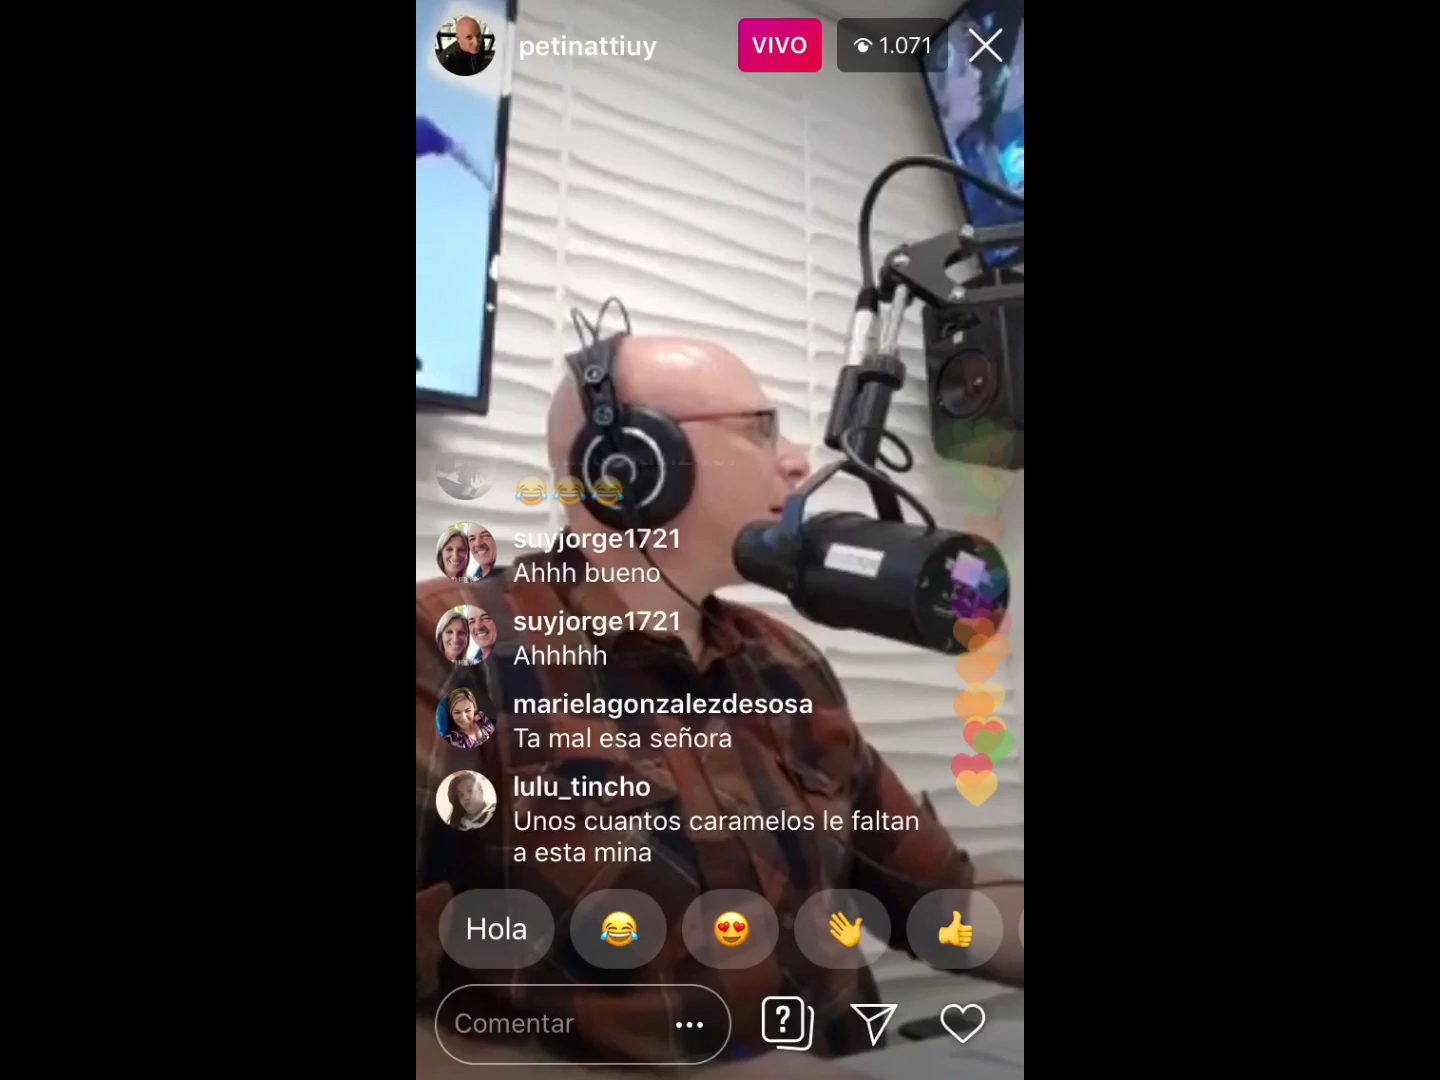 petinattiuy
VIVO
1.071
suyjorge1721
Ahhh bueno
suyjorge1721
Ahhhhh
marielagonzalezdesosa
Ta mal esa señora
lulu_tincho
Unos cuantos caramelos le faltan
a esta mina
Hola
Comentar